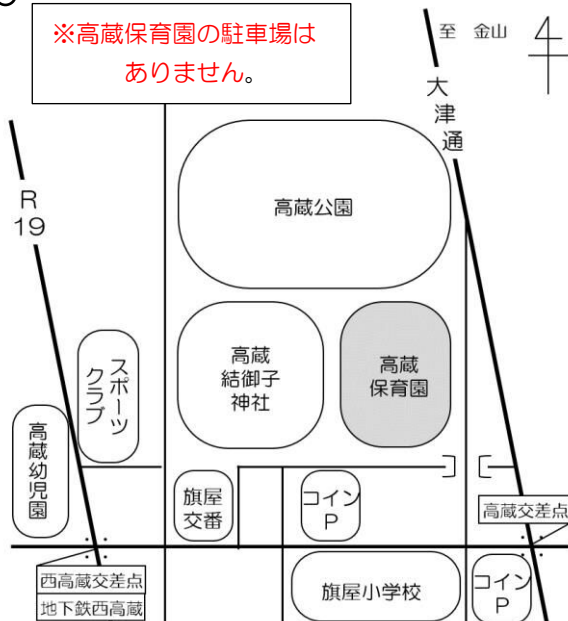 ※高蔵保育園の駐車場は
ありません。
至 金山
大津通
R
19
高蔵公園
高蔵
結御子
神社
高蔵
保育園
スポーツ
クラブ
高蔵幼児園
旗屋
交番
コイン
P
高蔵交差点
西高蔵交差点
地下鉄西高蔵
旗屋小学校
コイン
P